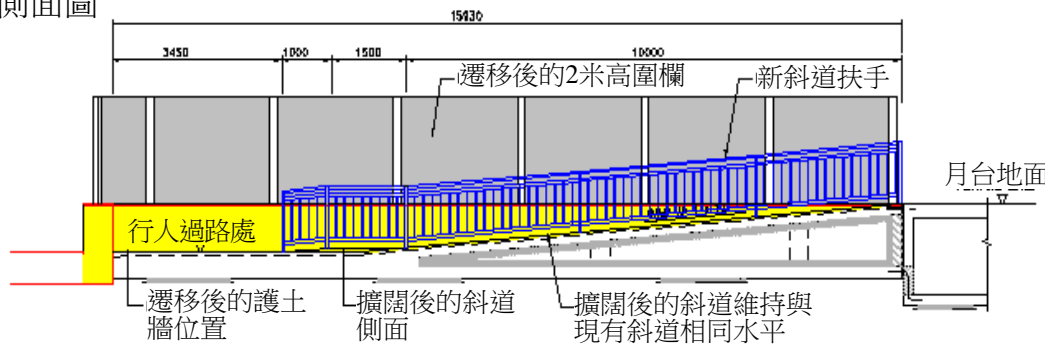 側面圖
15930
3450
1000
1500
10000
遷移後的2米高圍欄
新斜道扶手
月台地面
行人過路處
遷移後的護土
牆位置
擴闊後的斜道
側面
擴闊後的斜道維持與
現有斜道相同水平